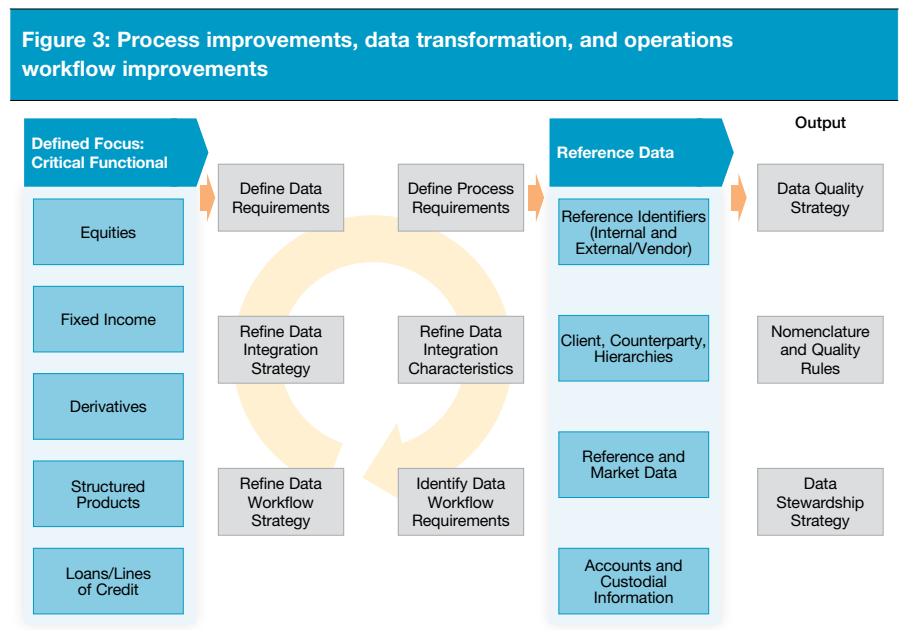 Figure 3: Process improvements, data transformation, and operations
workflow improvements
Defined Focus:
Critical Functional
Equities
Fixed Income
Derivatives
Structured
Products
Loans/Lines
of Credit
Define Data
Requirements
Refine Data
Integration
Strategy
Refine Data
Workflow
Strategy
Define Process
Requirements
Refine Data
Integration
Characteristics
Identify Data
Workflow
Requirements
Reference Data
Reference Identifiers
(Internal and
External/Vendor)
Client, Counterparty,
Hierarchies
Reference and
Market Data
Accounts and
Custodial
Information
Output
Data Quality
Strategy
Nomenclature
and Quality
Rules
Data
Stewardship
Strategy